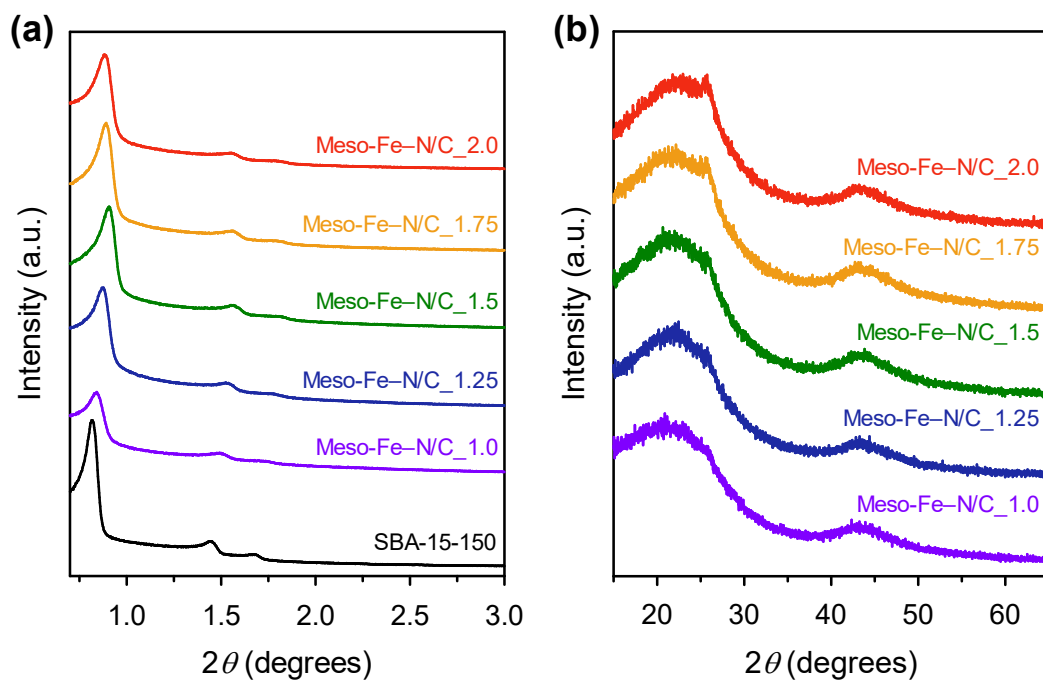 (a)
Intensity (a.u.)
Meso-Fe–N/C_2.0
Meso-Fe–N/C_1.75
Meso-Fe–N/C_1.5
Meso-Fe–N/C_1.25
Meso-Fe–N/C_1.0
SBA-15-150
1.0 1.5 2.0 2.5 3.0
2θ (degrees)
(b)
Intensity (a.u.)
Meso-Fe–N/C_2.0
Meso-Fe–N/C_1.75
Meso-Fe–N/C_1.5
Meso-Fe–N/C_1.25
Meso-Fe–N/C_1.0
20 30 40 50 60
2θ (degrees)